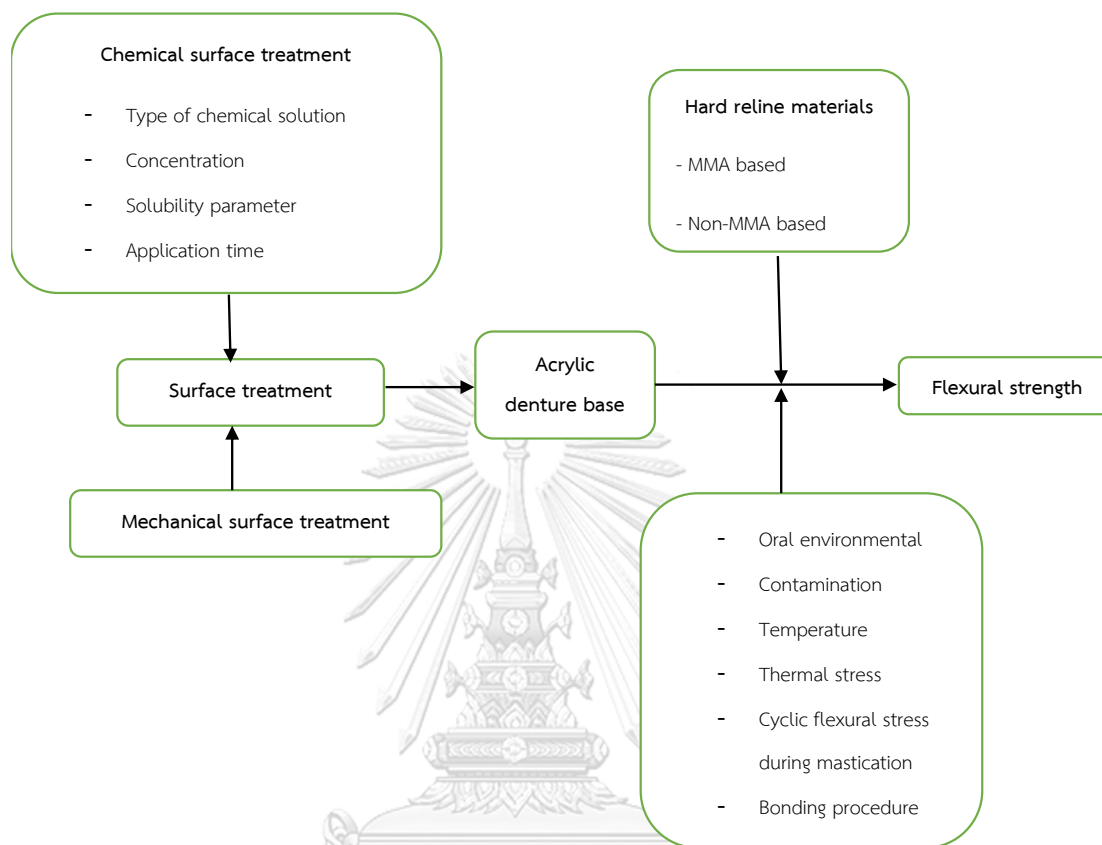 Chemical surface treatment
- Type of chemical solution
- Concentration
- Solubility parameter
- Application time
Hard reline materials
- MMA based
- Non-MMA based
Surface treatment
Acrylic
denture base
Flexural strength
Mechanical surface treatment
- Oral environmental
- Contamination
- Temperature
- Thermal stress
- Cyclic flexural stress
during mastication
- Bonding procedure